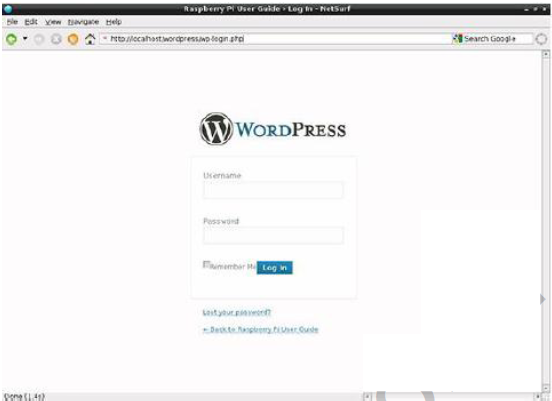 Raspberry Pi User Guide › Log In - NetSurf
File Edit View Navigate Help
http://localhost/wordpress/wp-login.php
Search Google
WORDPRESS
Username
Password
Remember Me Log In
Lost your password?
← Back to Raspberry Pi User Guide
Done (1.4s)